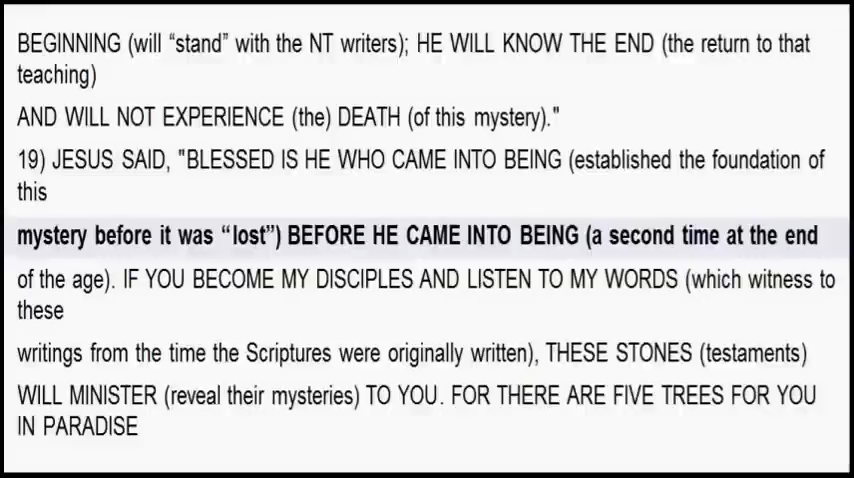 BEGINNING (will “stand” with the NT writers); HE WILL KNOW THE END (the return to that
teaching)
AND WILL NOT EXPERIENCE (the) DEATH (of this mystery)."
19) JESUS SAID, "BLESSED IS HE WHO CAME INTO BEING (established the foundation of
this
mystery before it was “lost”) BEFORE HE CAME INTO BEING (a second time at the end
of the age). IF YOU BECOME MY DISCIPLES AND LISTEN TO MY WORDS (which witness to
these
writings from the time the Scriptures were originally written), THESE STONES (testaments)
WILL MINISTER (reveal their mysteries) TO YOU. FOR THERE ARE FIVE TREES FOR YOU
IN PARADISE